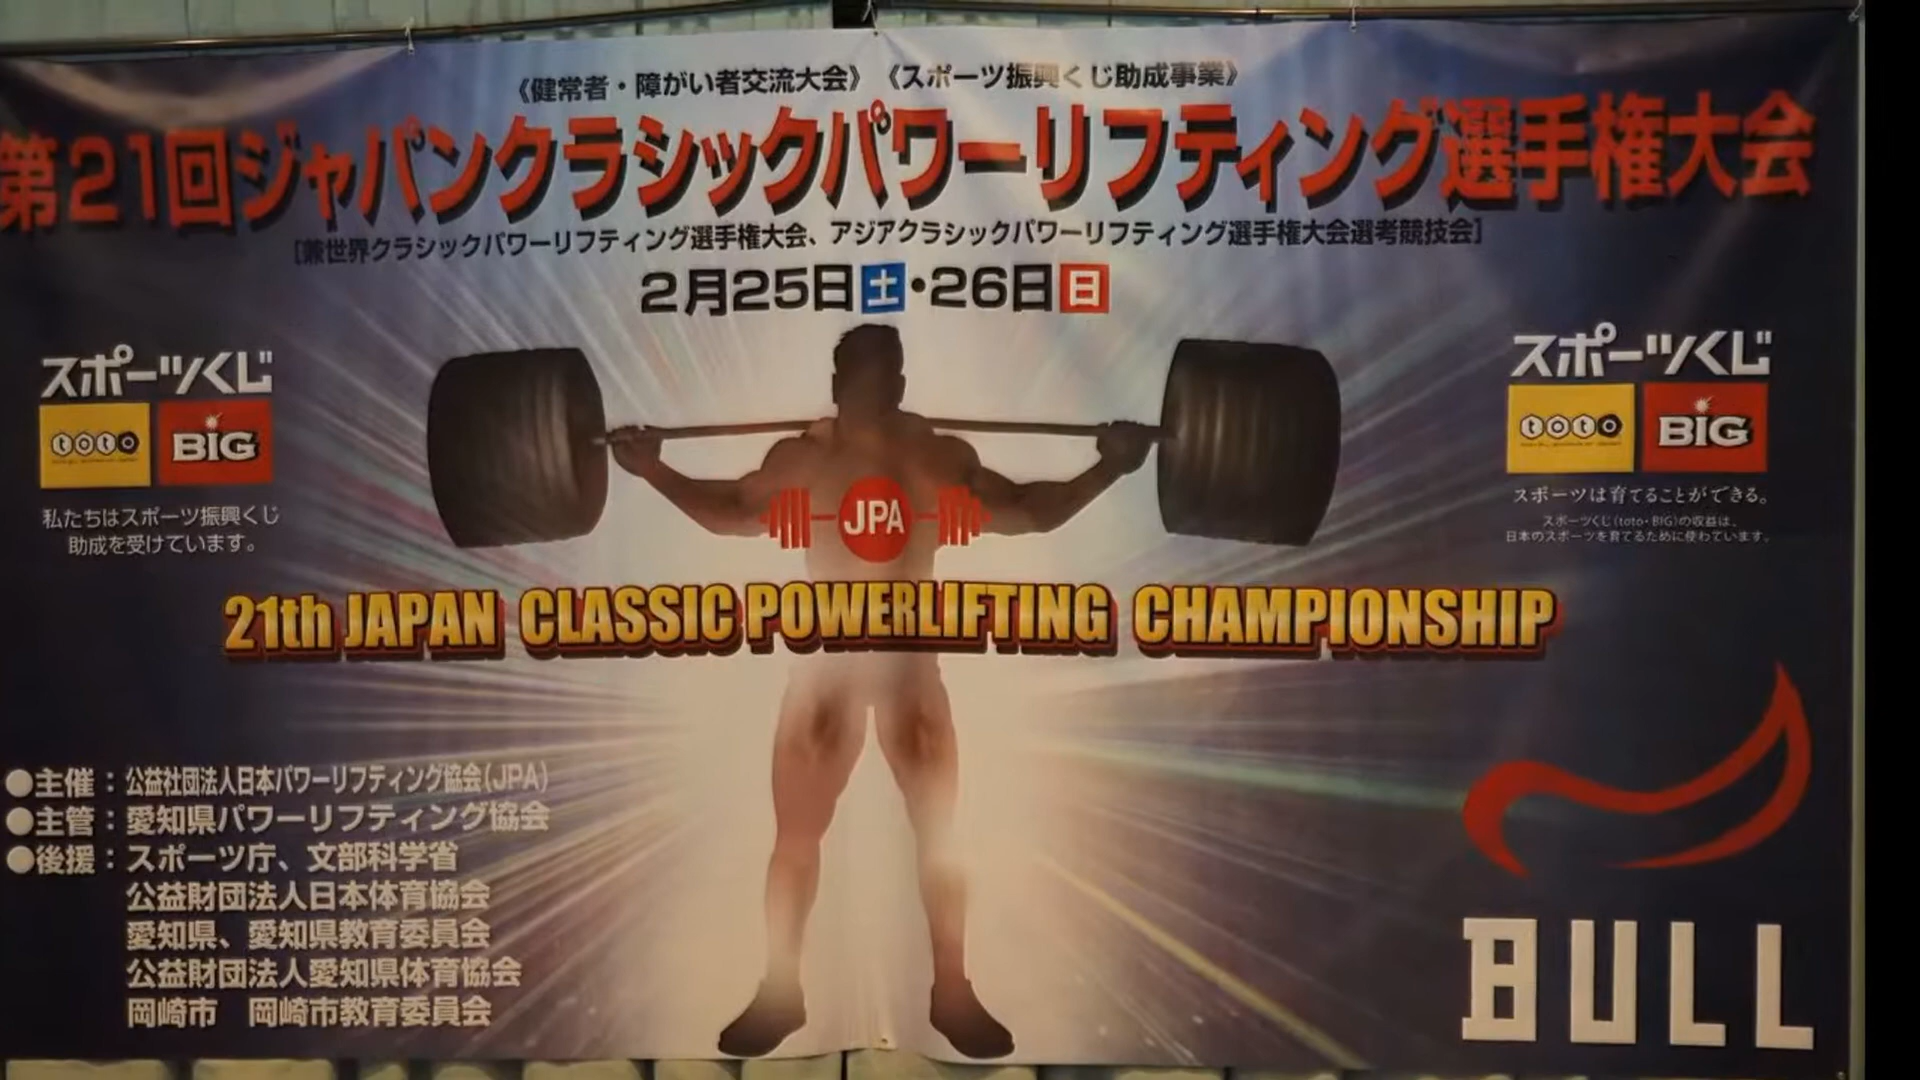 《健常者・障がい者交流大会》《スポーツ振興くじ助成事業》
第21回ジャパンクラシックパワーリフティング選手権大会
[兼世界クラシックパワーリフティング選手権大会、アジアクラシックパワーリフティング選手権大会選考競技会]
2月25日土・26日日
スポーツくじ
toto BIG
私たちはスポーツ振興くじ
助成を受けています。
スポーツくじ
toto BIG
スポーツは育てることができる。
スポーツくじ(toto・BIG)の収益は、
日本のスポーツを育てるために使われています。
JPA
21th JAPAN CLASSIC POWERLIFTING CHAMPIONSHIP
●主催：公益社団法人日本パワーリフティング協会(JPA)
●主管：愛知県パワーリフティング協会
●後援：スポーツ庁、文部科学省
公益財団法人日本体育協会
愛知県、愛知県教育委員会
公益財団法人愛知県体育協会
岡崎市 岡崎市教育委員会
BULL